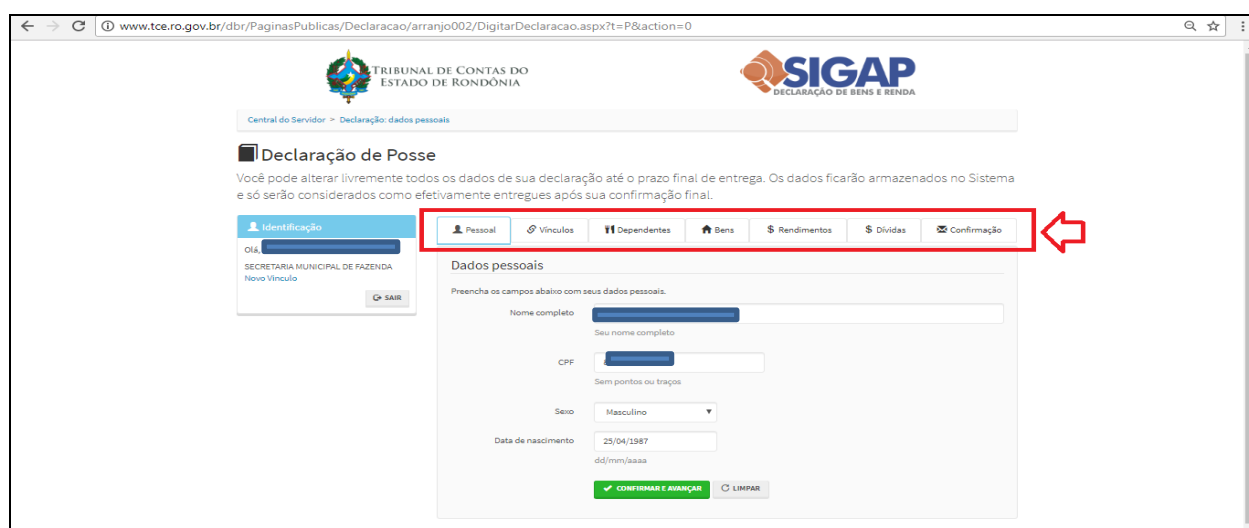 www.tce.ro.gov.br/dbr/PaginasPublicas/Declaracao/arranjo002/DigitarDeclaracao.aspx?t=P&action=0
TRIBUNAL DE CONTAS DO
ESTADO DE RONDÔNIA
SIGAP
DECLARAÇÃO DE BENS E RENDA
Central do Servidor > Declaração: dados pessoais
Declaração de Posse
Você pode alterar livremente todos os dados de sua declaração até o prazo final de entrega. Os dados ficarão armazenados no Sistema
e só serão considerados como efetivamente entregues após sua confirmação final.
Identificação
Olá,
SECRETARIA MUNICIPAL DE FAZENDA
Novo Vínculo
SAIR
Pessoal Vínculos Dependentes Bens $ Rendimentos $ Dívidas Confirmação
Dados pessoais
Preencha os campos abaixo com seus dados pessoais.
Nome completo
Seu nome completo
CPF
Sem pontos ou traços
Sexo Masculino
Data de nascimento 25/04/1987
dd/mm/aaaa
CONFIRMAR E AVANÇAR LIMPAR